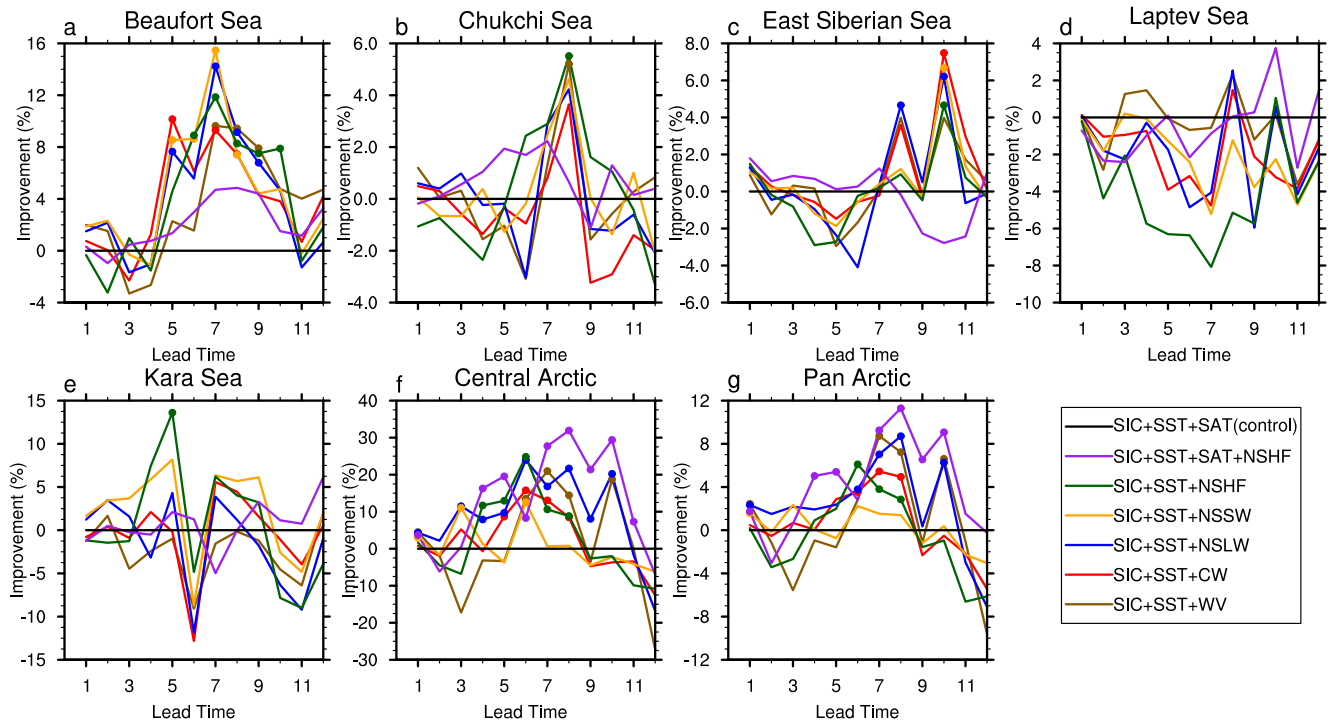 a Beaufort Sea
Improvement (%)
16
12
8
4
0
-4
1 3 5 7 9 11
Lead Time
b Chukchi Sea
Improvement (%)
6.0
4.0
2.0
0.0
-2.0
-4.0
1 3 5 7 9 11
Lead Time
c East Siberian Sea
Improvement (%)
8.0
6.0
4.0
2.0
0.0
-2.0
-4.0
-6.0
1 3 5 7 9 11
Lead Time
d Laptev Sea
Improvement (%)
4
2
0
-2
-4
-6
-8
-10
1 3 5 7 9 11
Lead Time
e Kara Sea
Improvement (%)
15
10
5
0
-5
-10
-15
1 3 5 7 9 11
Lead Time
f Central Arctic
Improvement (%)
40
30
20
10
0
-10
-20
-30
1 3 5 7 9 11
Lead Time
g Pan Arctic
Improvement (%)
12
8
4
0
-4
-8
-12
1 3 5 7 9 11
Lead Time
SIC+SST+SAT(control)
SIC+SST+SAT+NSHF
SIC+SST+NSHF
SIC+SST+NSSW
SIC+SST+NSLW
SIC+SST+CW
SIC+SST+WV